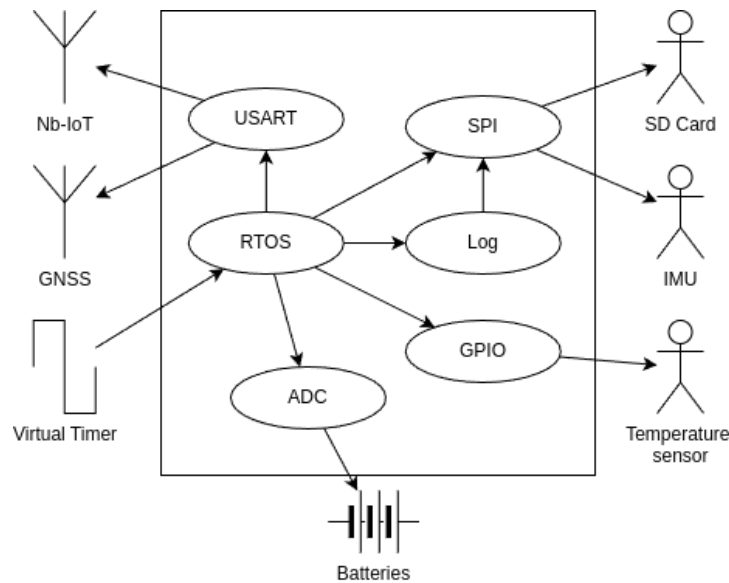 USART
SPI
Nb-IoT
SD Card
RTOS
Log
GNSS
IMU
GPIO
ADC
Virtual Timer
Temperature
sensor
Batteries